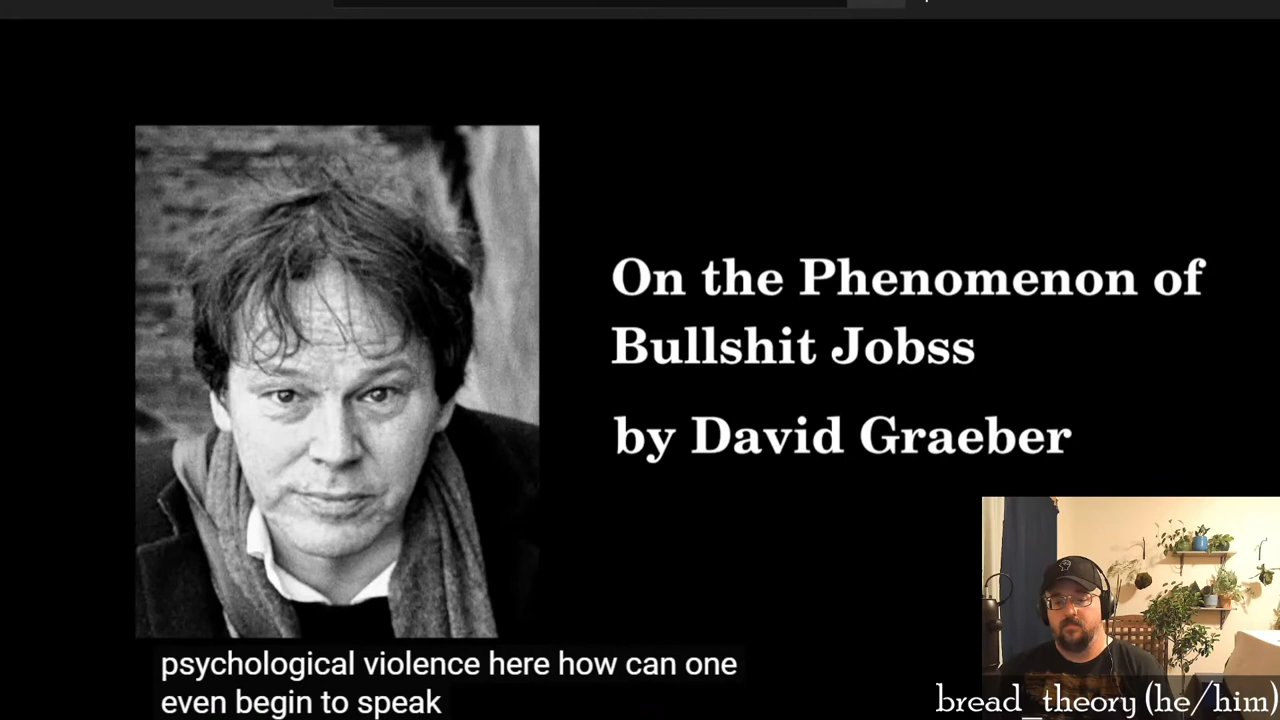 On the Phenomenon of
Bullshit Jobss
by David Graeber
psychological violence here how can one
even begin to speak
bread_theory (he/him)